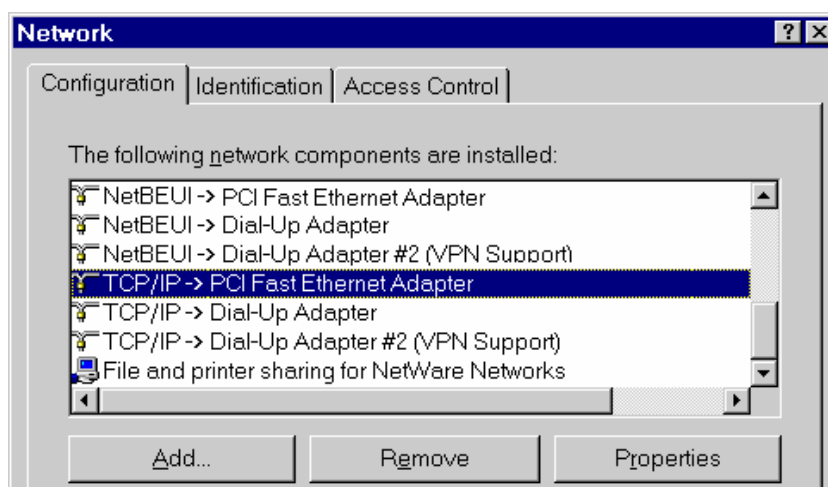 Network
Configuration Identification Access Control
The following network components are installed:
NetBEUI -> PCI Fast Ethernet Adapter
NetBEUI -> Dial-Up Adapter
NetBEUI -> Dial-Up Adapter #2 (VPN Support)
TCP/IP -> PCI Fast Ethernet Adapter
TCP/IP -> Dial-Up Adapter
TCP/IP -> Dial-Up Adapter #2 (VPN Support)
File and printer sharing for NetWare Networks
Add... Remove Properties